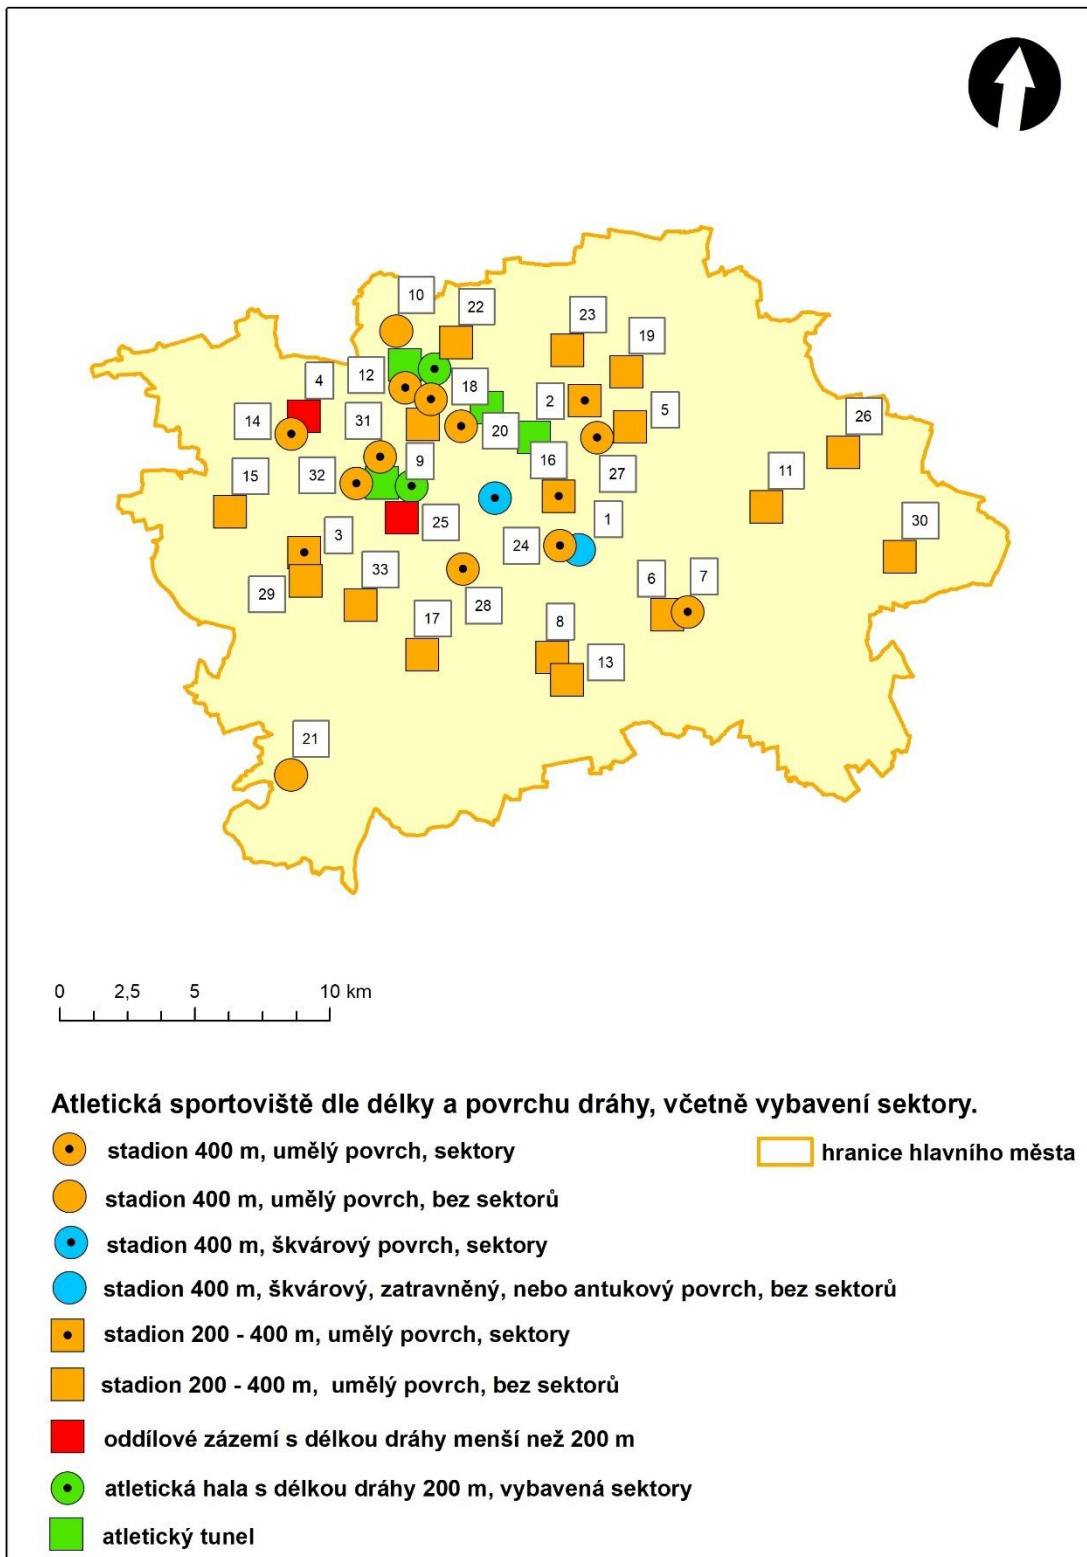 10
22
23
19
4
12
18
2
5
26
14
31
20
15
32
9
16
27
11
3
25
24
1
30
29
33
28
6
7
17
8
13
21
0 2,5 5 10 km
Atletická sportoviště dle délky a povrchu dráhy, včetně vybavení sektory.
stadion 400 m, umělý povrch, sektory
hranice hlavního města
stadion 400 m, umělý povrch, bez sektorů
stadion 400 m, škvárový povrch, sektory
stadion 400 m, škvárový, zatravněný, nebo antukový povrch, bez sektorů
stadion 200 - 400 m, umělý povrch, sektory
stadion 200 - 400 m, umělý povrch, bez sektorů
oddílové zázemí s délkou dráhy menší než 200 m
atletická hala s délkou dráhy 200 m, vybavená sektory
atletický tunel